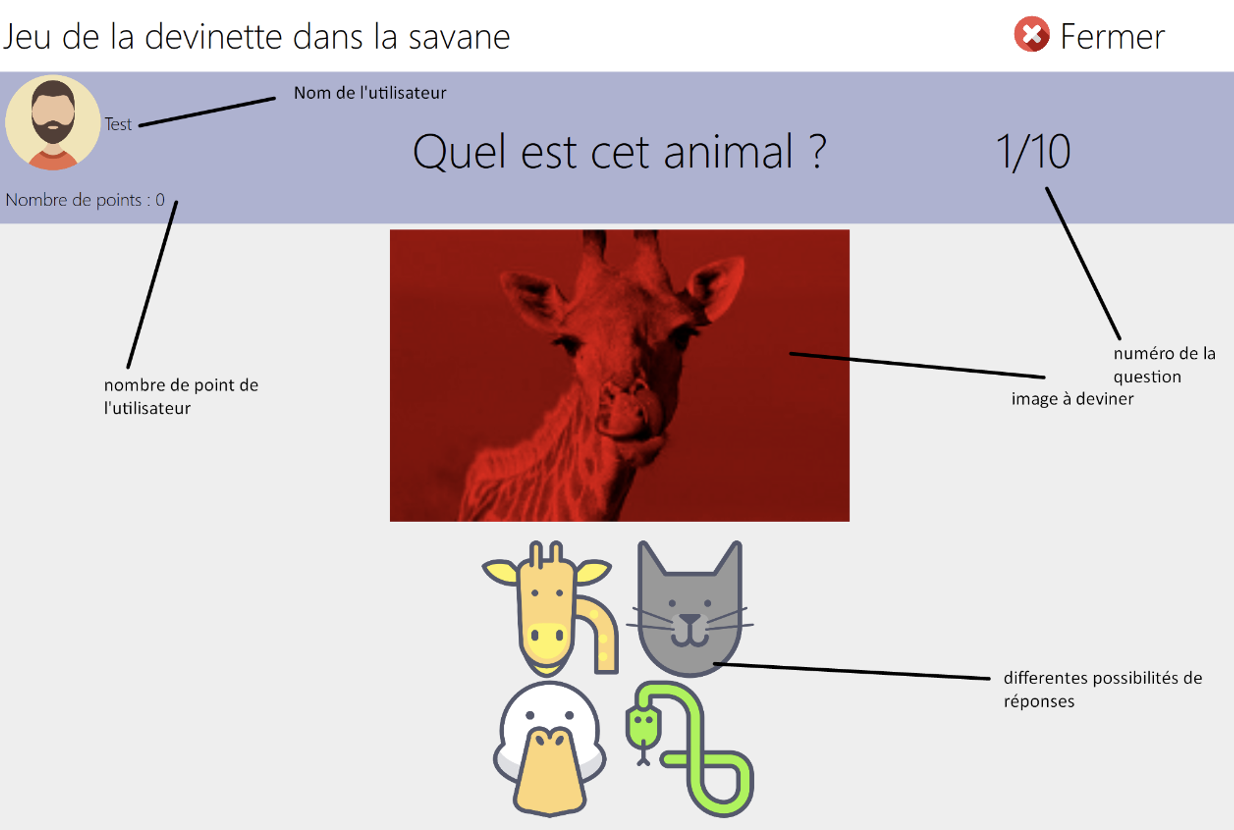 Jeu de la devinette dans la savane
Fermer
Nom de l'utilisateur
Test
Quel est cet animal ?
1/10
Nombre de points : 0
numéro de la
question
image à deviner
nombre de point de
l'utilisateur
differentes possibilités de
réponses